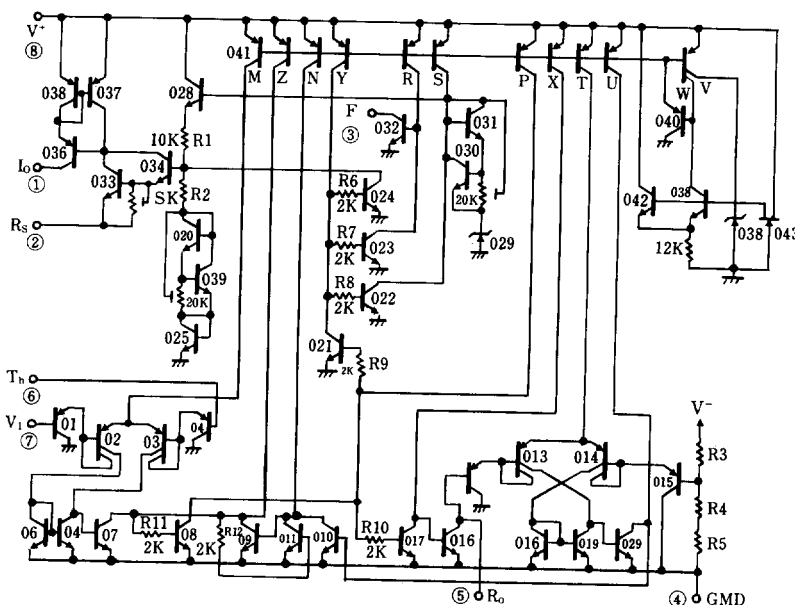 V⁺
⑧
041
M
Z
N
Y
R
S
P
X
T
U
W
V
038
037
028
F
③
032
031
030
040
036
10K
R1
I₀
①
034
033
SK
R2
R6
2K
024
20K
029
042
038
038
043
R_S
②
020
R7
2K
023
12K
039
R8
2K
022
20K
025
021
2K
R9
T_h
⑥
V₁
⑦
01
02
03
04
V⁻
013
014
015
R3
R4
R5
06
04
07
R11
2K
08
2K
R12
09
011
010
R10
2K
017
016
016
019
029
⑤
R₀
④
GMD